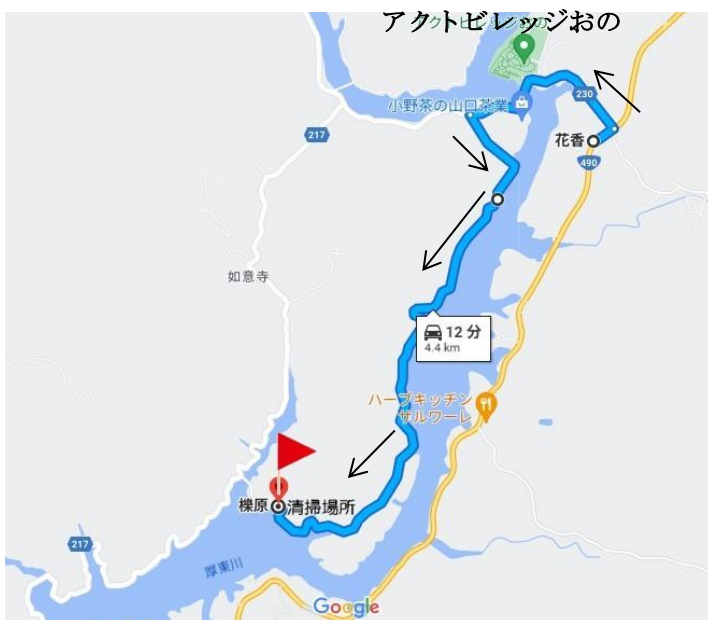 アクトビレッジおの
小野茶の山口茶業
230
217
花香
490
如意寺
12 分
4.4 km
ハーブキッチン
サルワーレ
櫟原
清掃場所
217
厚東川
Google